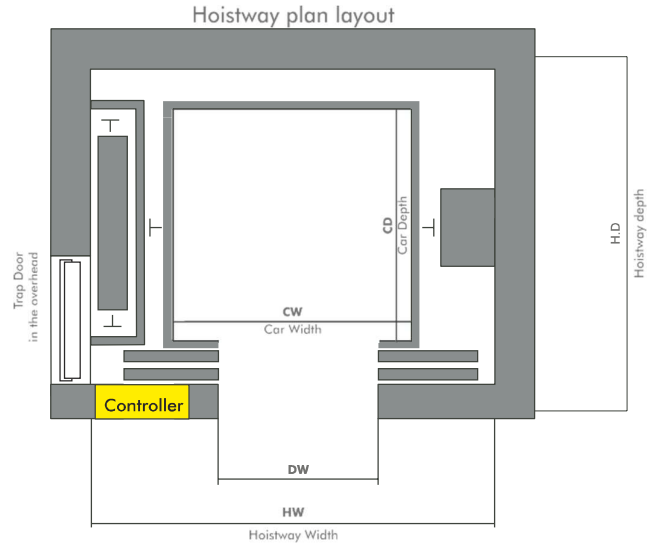 Hoistway plan layout
Trap Door
in the overhead
CD
Car Depth
H.D
Hoistway depth
CW
Car Width
Controller
DW
HW
Hoistway Width